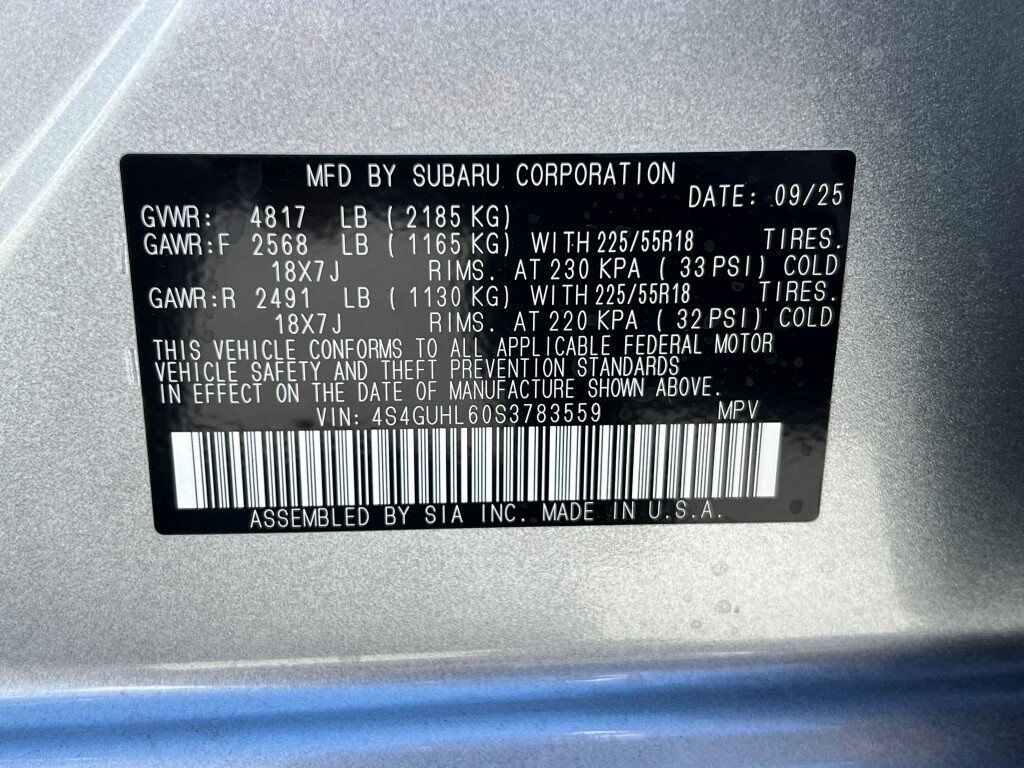 MFD BY SUBARU CORPORATION DATE: 09/25
GVWR: 4817 LB (2185 KG)
GAWR:F 2568 LB (1165 KG) WITH 225/55R18 TIRES.
18X7J RIMS. AT 230 KPA (33 PSI) COLD
GAWR:R 2491 LB (1130 KG) WITH 225/55R18 TIRES.
18X7J RIMS. AT 220 KPA (32 PSI) COLD
THIS VEHICLE CONFORMS TO ALL APPLICABLE FEDERAL MOTOR
VEHICLE SAFETY AND THEFT PREVENTION STANDARDS
IN EFFECT ON THE DATE OF MANUFACTURE SHOWN ABOVE.
VIN: 4S4GUHL60S3783559 MPV
ASSEMBLED BY SIA INC. MADE IN U.S.A.